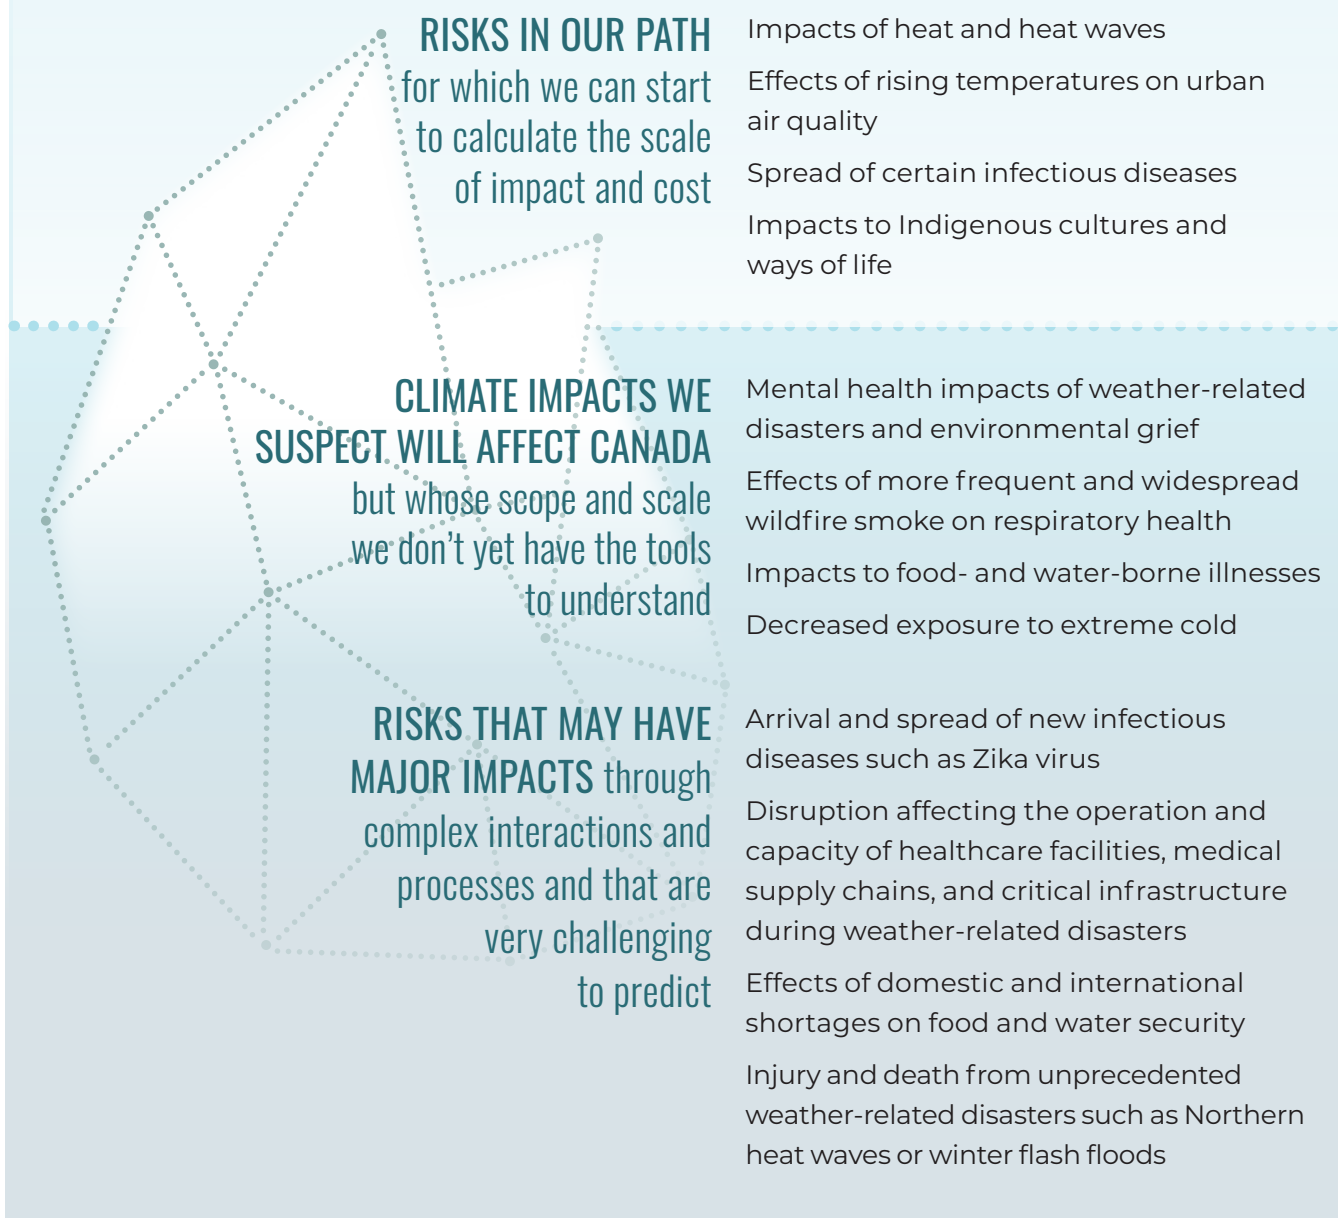 RISKS IN OUR PATH
for which we can start
to calculate the scale
of impact and cost
Impacts of heat and heat waves
Effects of rising temperatures on urban
air quality
Spread of certain infectious diseases
Impacts to Indigenous cultures and
ways of life
CLIMATE IMPACTS WE
SUSPECT WILL AFFECT CANADA
but whose scope and scale
we don’t yet have the tools
to understand
Mental health impacts of weather-related
disasters and environmental grief
Effects of more frequent and widespread
wildfire smoke on respiratory health
Impacts to food- and water-borne illnesses
Decreased exposure to extreme cold
RISKS THAT MAY HAVE
MAJOR IMPACTS through
complex interactions and
processes and that are
very challenging
to predict
Arrival and spread of new infectious
diseases such as Zika virus
Disruption affecting the operation and
capacity of healthcare facilities, medical
supply chains, and critical infrastructure
during weather-related disasters
Effects of domestic and international
shortages on food and water security
Injury and death from unprecedented
weather-related disasters such as Northern
heat waves or winter flash floods